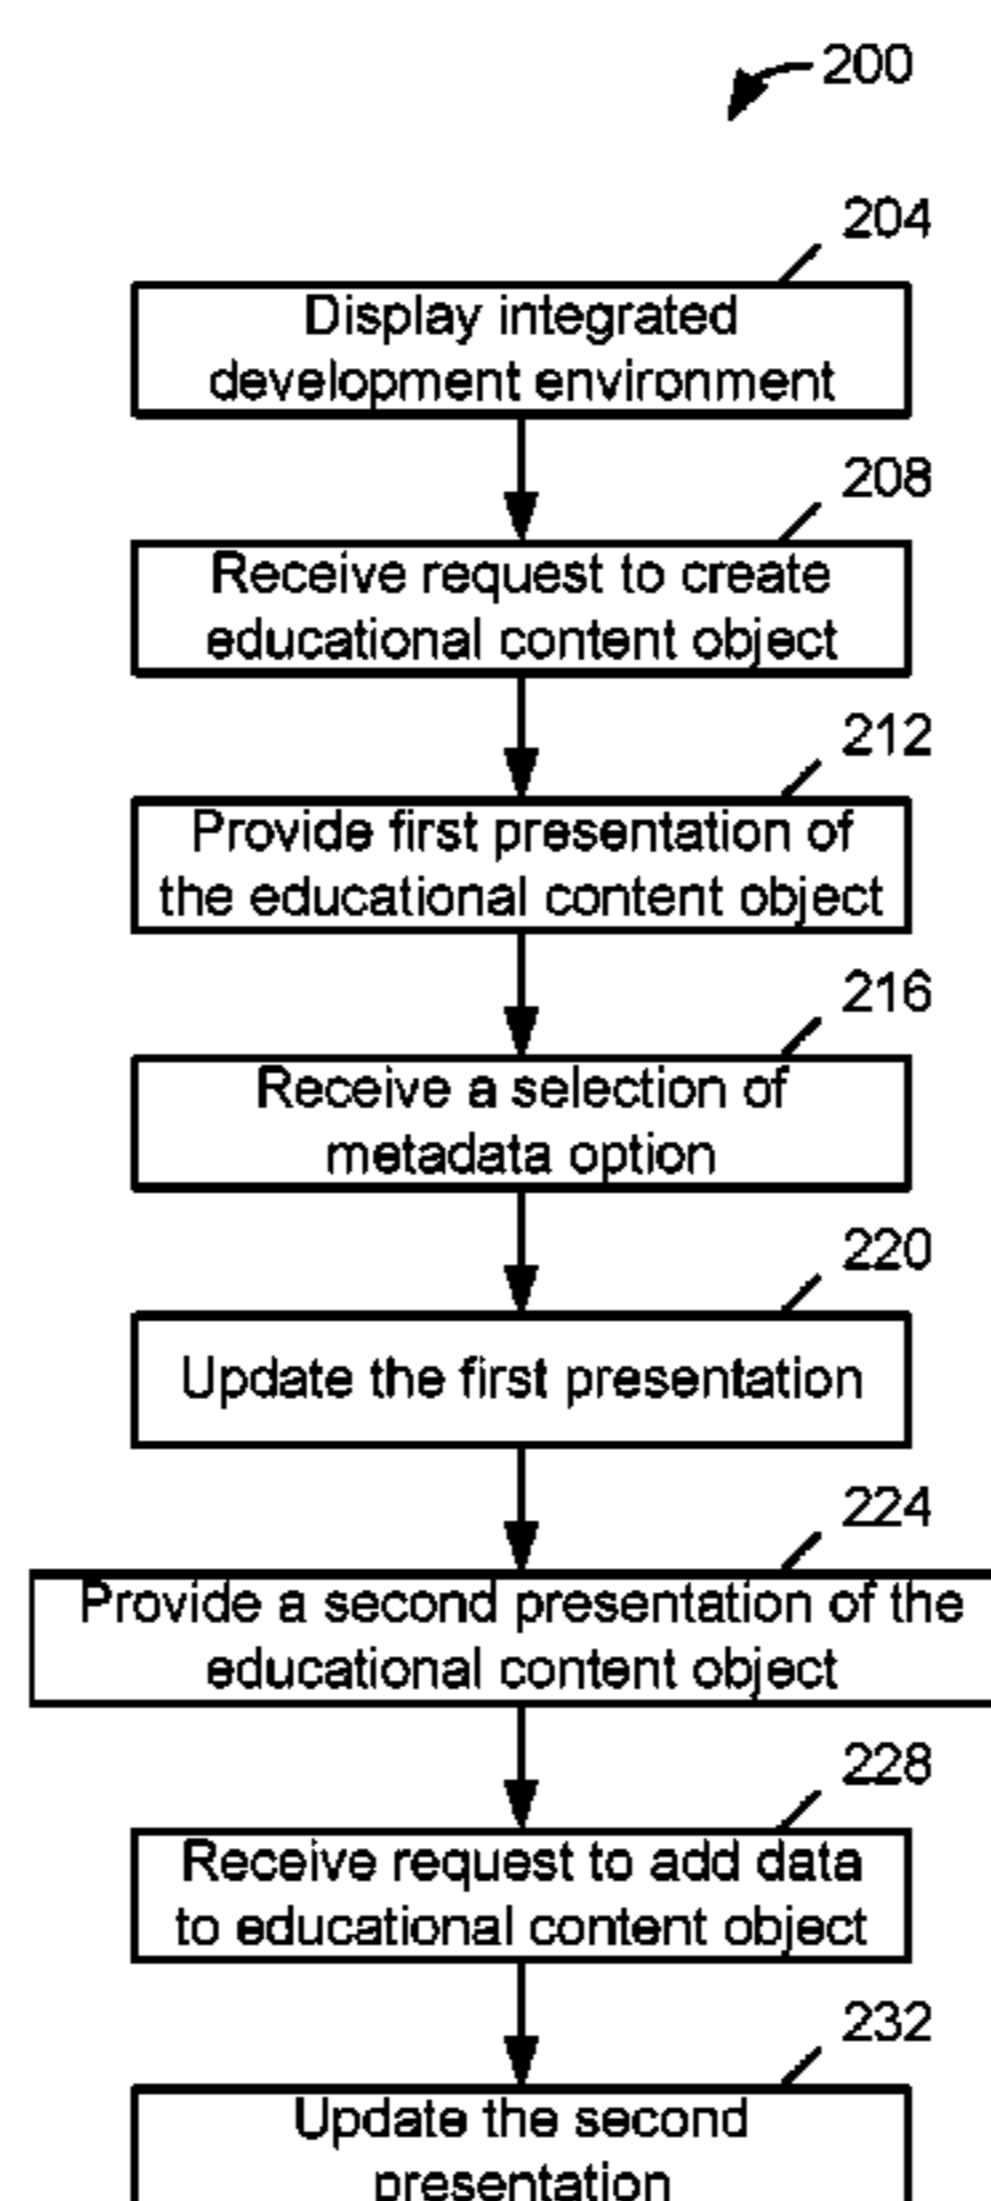 200
204
Display integrated
development environment
208
Receive request to create
educational content object
212
Provide first presentation of
the educational content object
216
Receive a selection of
metadata option
220
Update the first presentation
224
Provide a second presentation of the
educational content object
228
Receive request to add data
to educational content object
232
Update the second
presentation